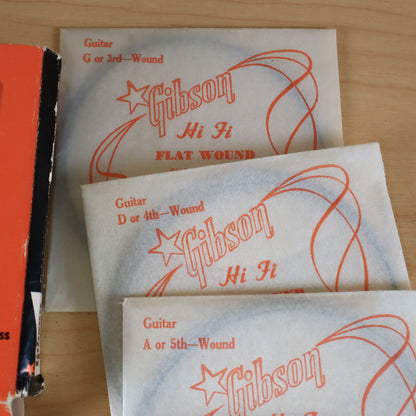 Guitar
G or 3rd—Wound
Gibson
Hi Fi
FLAT WOUND
Guitar
D or 4th—Wound
Gibson
Hi Fi
Guitar
A or 5th—Wound
Gibson